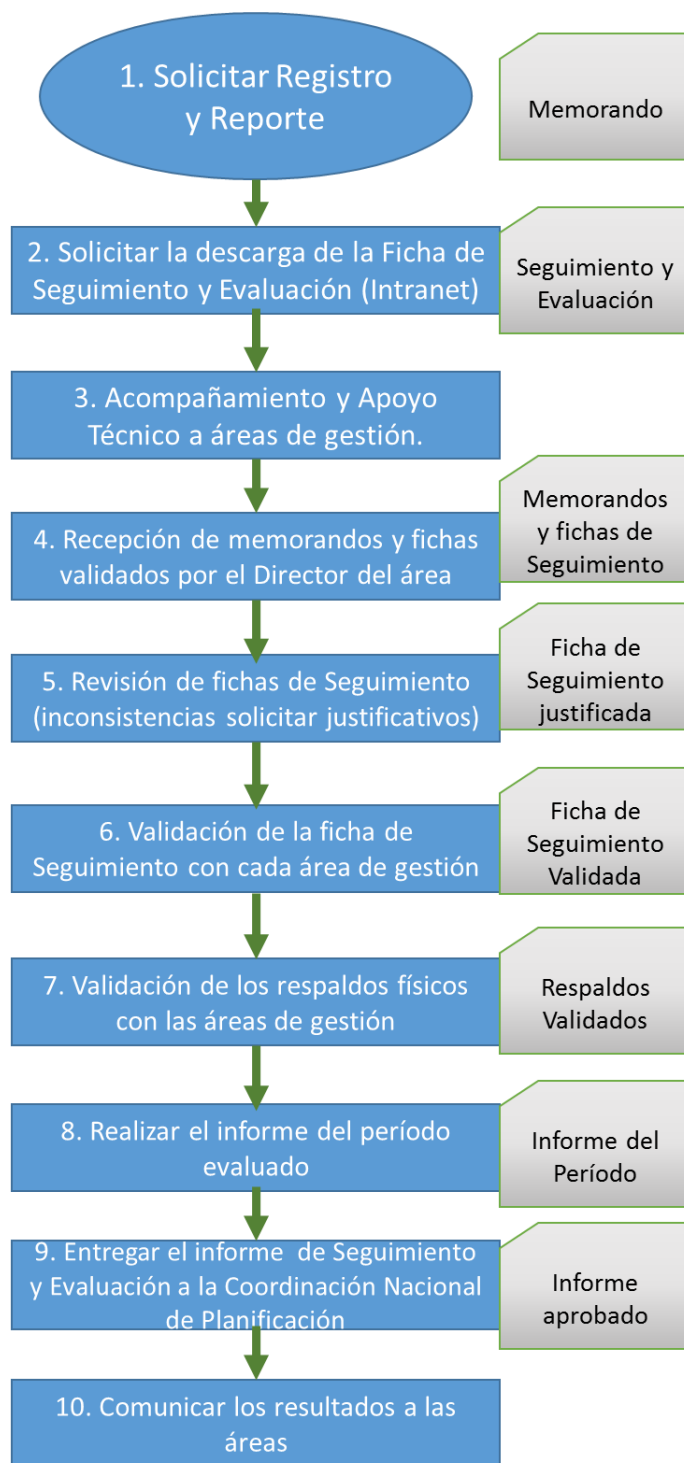 1. Solicitar Registro
y Reporte
Memorando
2. Solicitar la descarga de la Ficha de
Seguimiento y Evaluación (Intranet)
Seguimiento y
Evaluación
3. Acompañamiento y Apoyo
Técnico a áreas de gestión.
4. Recepción de memorandos y fichas
validados por el Director del área
Memorandos
y fichas de
Seguimiento
5. Revisión de fichas de Seguimiento
(inconsistencias solicitar justificativos)
Ficha de
Seguimiento
justificada
6. Validación de la ficha de
Seguimiento con cada área de gestión
Ficha de
Seguimiento
Validada
7. Validación de los respaldos físicos
con las áreas de gestión
Respaldos
Validados
8. Realizar el informe del período
evaluado
Informe del
Período
9. Entregar el informe de Seguimiento
y Evaluación a la Coordinación Nacional
de Planificación
Informe
aprobado
10. Comunicar los resultados a las
áreas